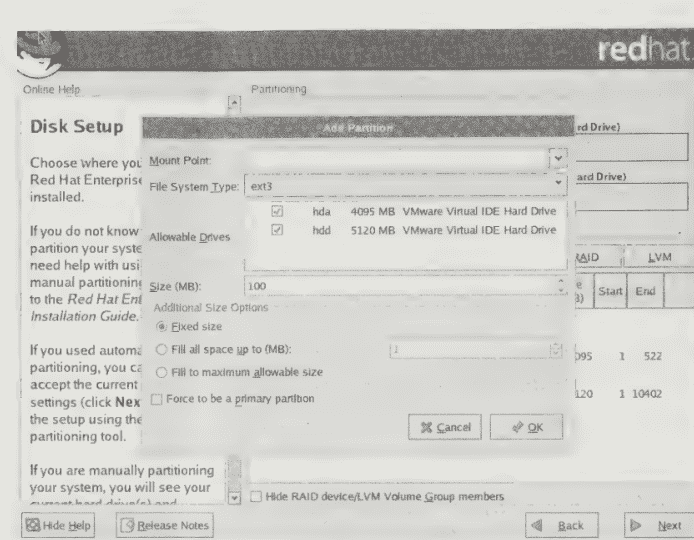 redhat.
Online Help
Partitioning
Disk Setup
Choose where you
Red Hat Enterprise
installed.
If you do not know
partition your syste
need help with usi
manual partitioning
to the Red Hat Ent
Installation Guide.
If you used automa
partitioning, you ca
accept the current
settings (click Nex
the setup using the
partitioning tool.
If you are manually partitioning
your system, you will see your
current hard drive(s) and
Add Partition
Mount Point:
File System Type: ext3
Allowable Drives
hda 4095 MB VMware Virtual IDE Hard Drive
hdd 5120 MB VMware Virtual IDE Hard Drive
Size (MB): 100
Additional Size Options
Fixed size
Fill all space up to (MB): 1
Fill to maximum allowable size
Force to be a primary partition
Cancel OK
rd Drive)
ard Drive)
RAID LVM
Start End
095 1 522
120 1 10402
Hide RAID device/LVM Volume Group members
Hide Help Release Notes Back Next